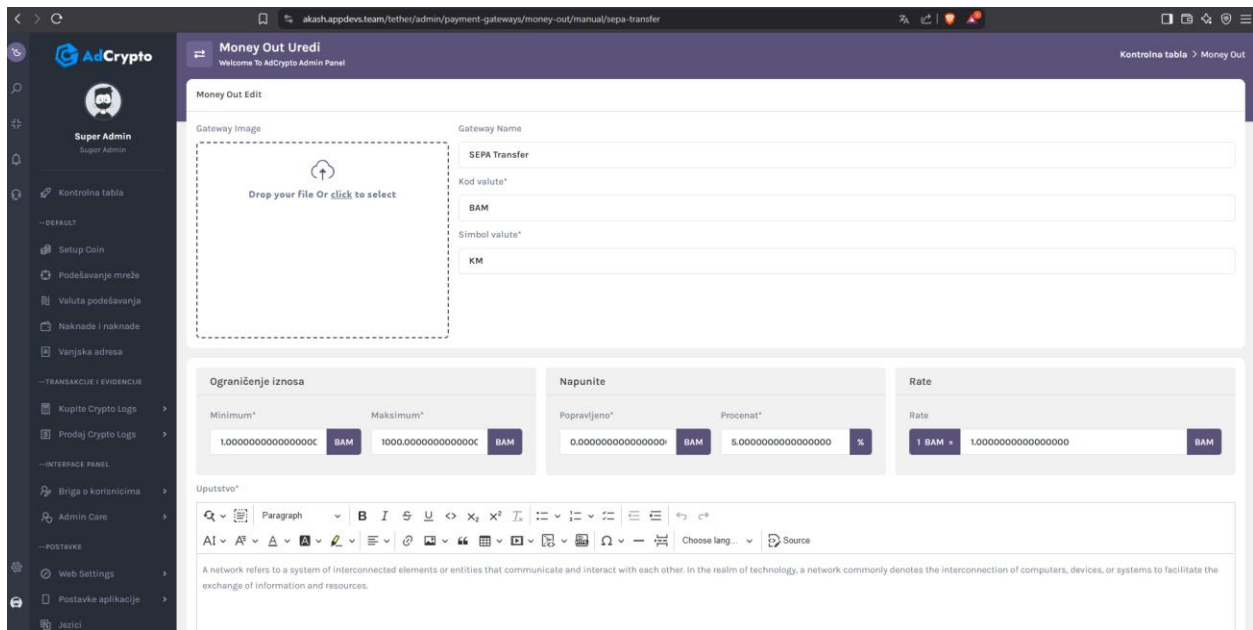 akash.appdevs.team/tether/admin/payment-gateways/money-out/manual/sepa-transfer
AdCrypto
Super Admin
Super Admin
Kontrolna tabla
--DEFAULT
Setup Coin
Podešavanje mreže
Valuta podešavanja
Naknade i naknade
Vanjska adresa
--TRANSAKCIJE I EVIDENCIJE
Kupite Crypto Logs
Prodaj Crypto Logs
--INTERFACE PANEL
Briga o korisnicima
Admin Care
--POSTAVKE
Web Settings
Postavke aplikacije
Jezici
Money Out Uredi
Welcome To AdCrypto Admin Panel
Kontrolna tabla > Money Out
Money Out Edit
Gateway Image
Drop your file Or click to select
Gateway Name
SEPA Transfer
Kod valute*
BAM
Simbol valute*
KM
Ograničenje iznosa
Minimum*
1.000000000000000C BAM
Maksimum*
1000.0000000000000C BAM
Napunite
Popravljeno*
0.0000000000000000 BAM
Procenat*
5.0000000000000000 %
Rate
Rate
1 BAM = 1.0000000000000000 BAM
Uputstvo*
Paragraph
Choose lang...
Source
A network refers to a system of interconnected elements or entities that communicate and interact with each other. In the realm of technology, a network commonly denotes the interconnection of computers, devices, or systems to facilitate the
exchange of information and resources.